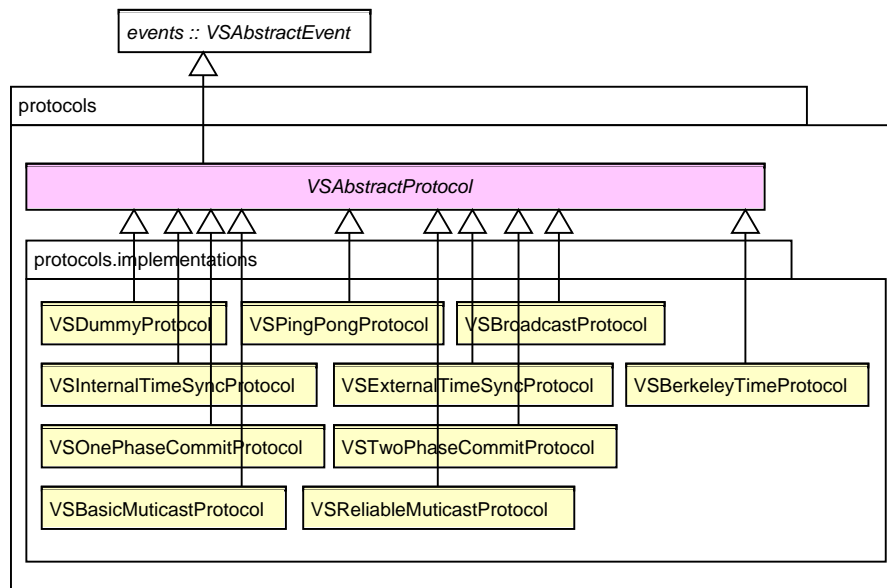 events :: VSAbstractEvent
protocols
VSAbstractProtocol
protocols.implementations
VSDummyProtocol
VSPingPongProtocol
VSBroadcastProtocol
VSInternalTimeSyncProtocol
VSExternalTimeSyncProtocol
VSBerkeleyTimeProtocol
VSOnePhaseCommitProtocol
VSTwoPhaseCommitProtocol
VSBasicMuticastProtocol
VSReliableMuticastProtocol